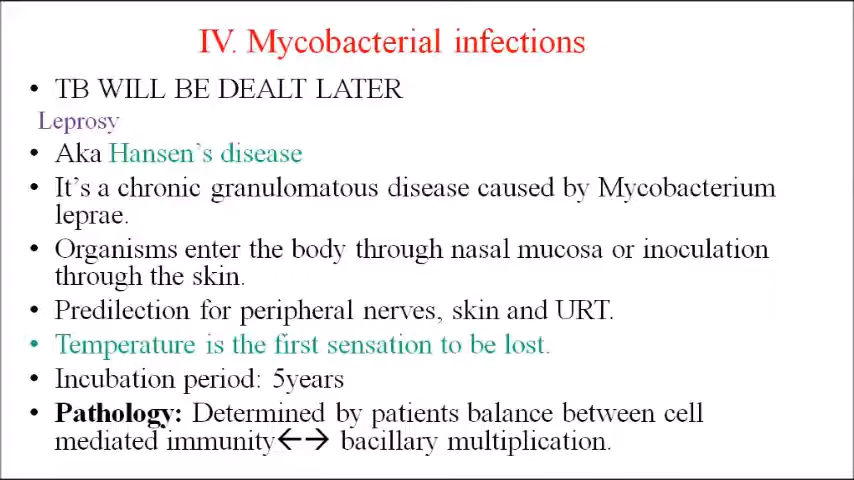 IV. Mycobacterial infections
• TB WILL BE DEALT LATER
Leprosy
• Aka Hansen's disease
• It's a chronic granulomatous disease caused by Mycobacterium
leprae.
• Organisms enter the body through nasal mucosa or inoculation
through the skin.
• Predilection for peripheral nerves, skin and URT.
• Temperature is the first sensation to be lost.
• Incubation period: 5years
• Pathology: Determined by patients balance between cell
mediated immunity←→ bacillary multiplication.